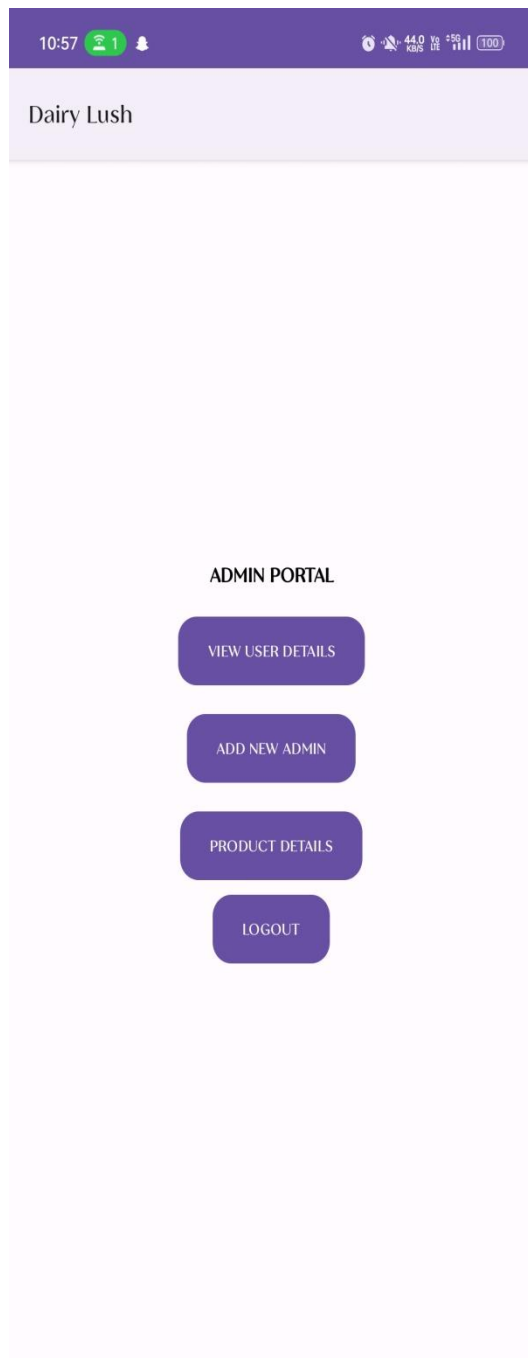 10:57 1 44.0 KB/S Vo LTE 5G 100
Dairy Lush
ADMIN PORTAL
VIEW USER DETAILS
ADD NEW ADMIN
PRODUCT DETAILS
LOGOUT